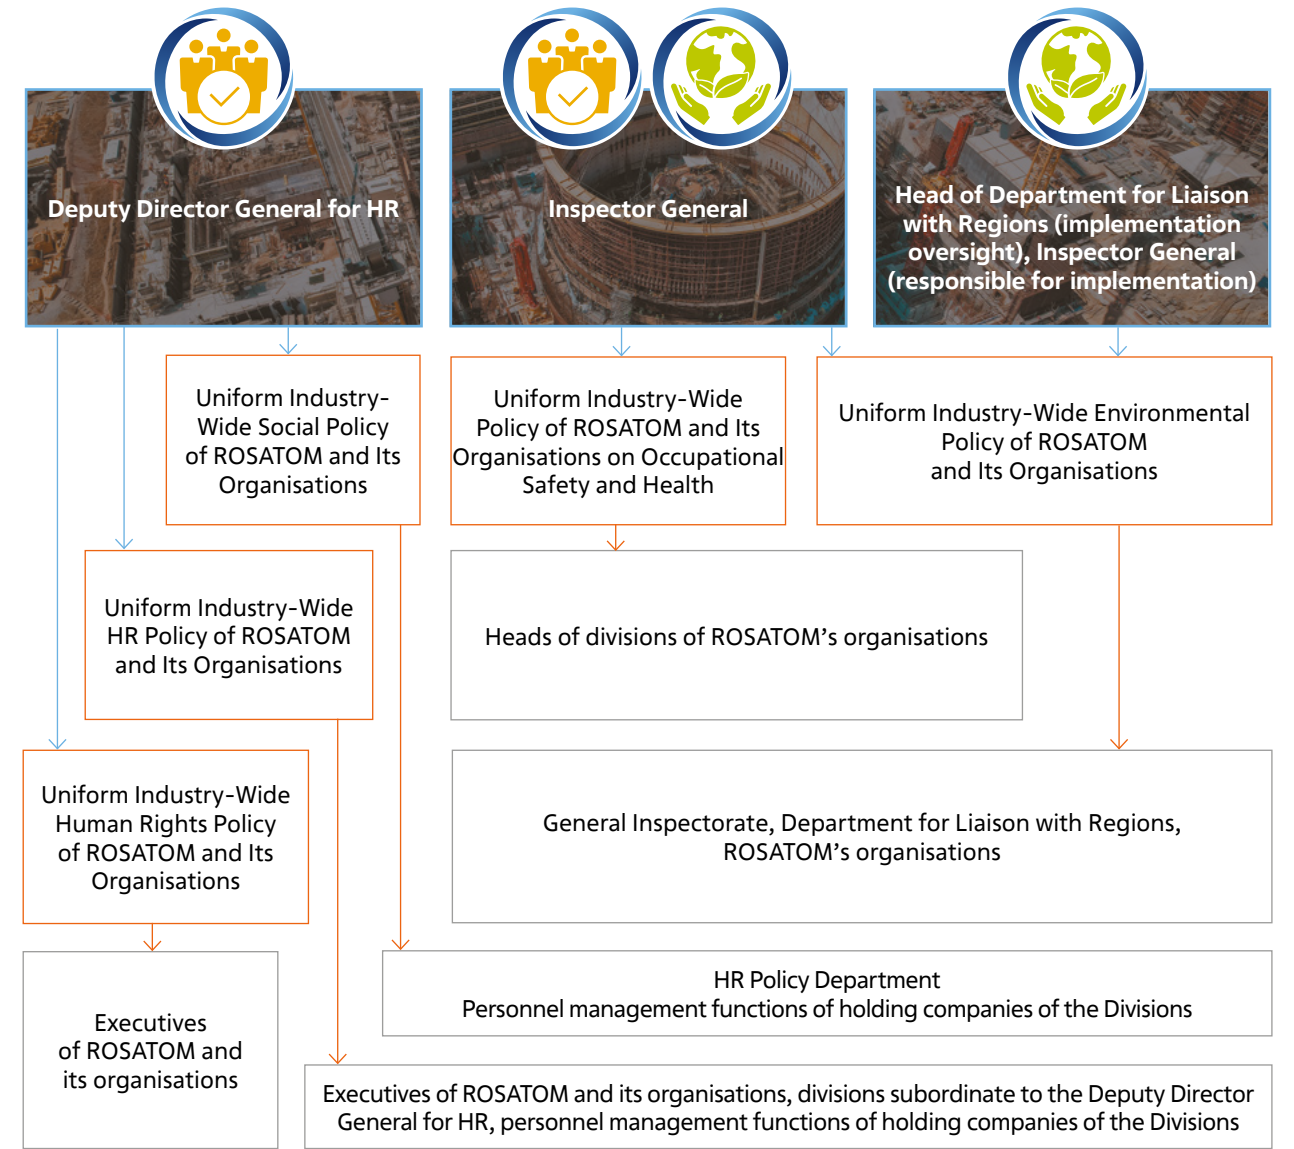 Deputy Director General for HR
Inspector General
Head of Department for Liaison
with Regions (implementation
oversight), Inspector General
(responsible for implementation)
Uniform Industry-
Wide Social Policy
of ROSATOM and Its
Organisations
Uniform Industry-Wide
Policy of ROSATOM and Its
Organisations on Occupational
Safety and Health
Uniform Industry-Wide Environmental
Policy of ROSATOM
and Its Organisations
Uniform Industry-Wide
HR Policy of ROSATOM
and Its Organisations
Heads of divisions of ROSATOM’s organisations
Uniform Industry-Wide
Human Rights Policy
of ROSATOM and Its
Organisations
General Inspectorate, Department for Liaison with Regions,
ROSATOM’s organisations
Executives
of ROSATOM and
its organisations
HR Policy Department
Personnel management functions of holding companies of the Divisions
Executives of ROSATOM and its organisations, divisions subordinate to the Deputy Director
General for HR, personnel management functions of holding companies of the Divisions